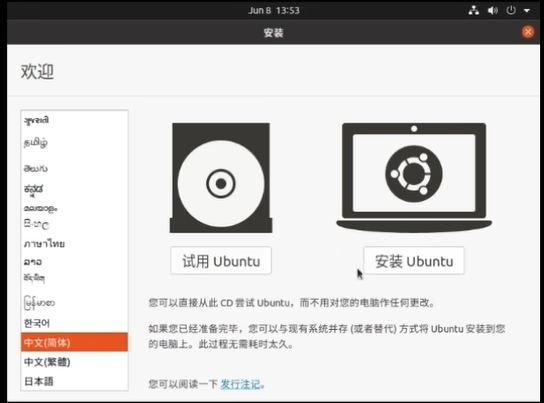 Jun 8 13:53
安装
欢迎
ગુજરાતી
தமிழ்
తెలుగు
ಕನ್ನಡ
മലയാളം
සිංහල
ภาษาไทย
ລາວ
မြန်မာစာ
한국어
中文(简体)
中文(繁體)
日本語
试用 Ubuntu
安装 Ubuntu
您可以直接从此 CD 尝试 Ubuntu，而不用对您的电脑作任何更改。
如果您已经准备完毕，您可以与现有系统并存 (或者替代) 方式将 Ubuntu 安装到您
的电脑上。此过程无需耗时太久。
您可以阅读一下 发行注记。